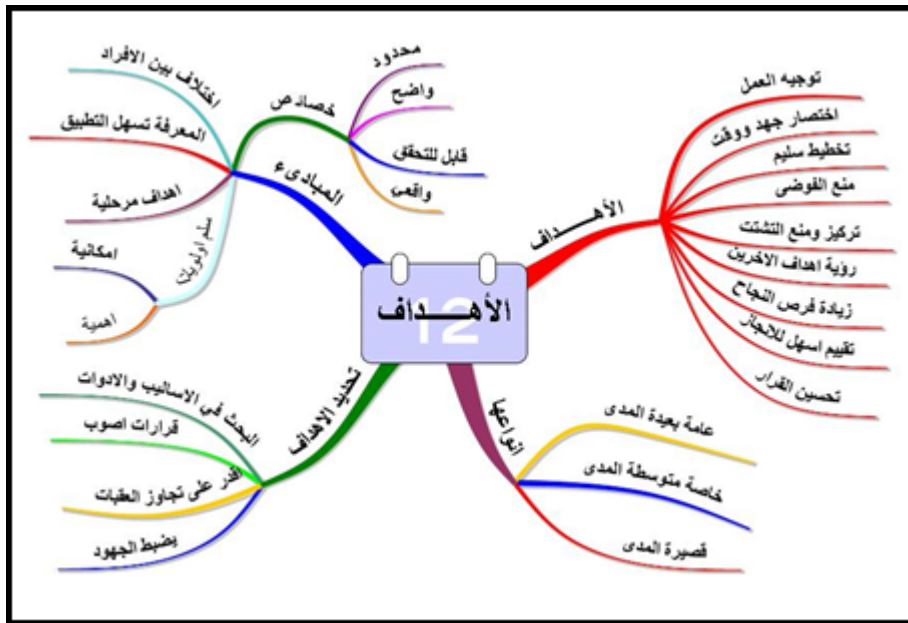 الأهـــداف
12
الأهـــداف
توجيه العمل
اختصار جهد ووقت
تخطيط سليم
منع الفوضى
تركيز ومنع التشتت
رؤية اهداف الاخرين
زيادة فرص النجاح
تقييم اسهل للانجاز
تحسين القرار
انواعها
عامة بعيدة المدى
خاصة متوسطة المدى
قصيرة المدى
تحديد الاهداف
البحث في الاساليب والادوات
قرارات اصوب
اقدر على تجاوز العقبات
يضبط الجهود
المبادىء
خصائص
محدود
واضح
قابل للتحقق
واقعي
اختلاف بين الافراد
المعرفة تسهل التطبيق
اهداف مرحلية
سلم اولويات
امكانية
اهمية